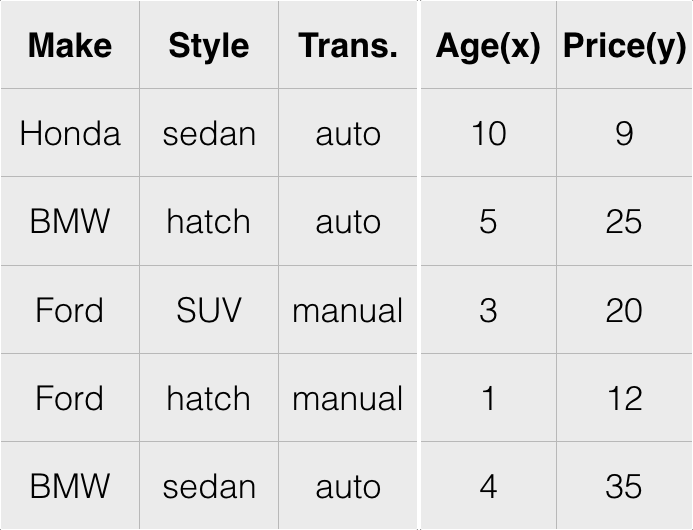 Make Style Trans. Age(x) Price(y)
Honda sedan auto 10 9
BMW hatch auto 5 25
Ford SUV manual 3 20
Ford hatch manual 1 12
BMW sedan auto 4 35